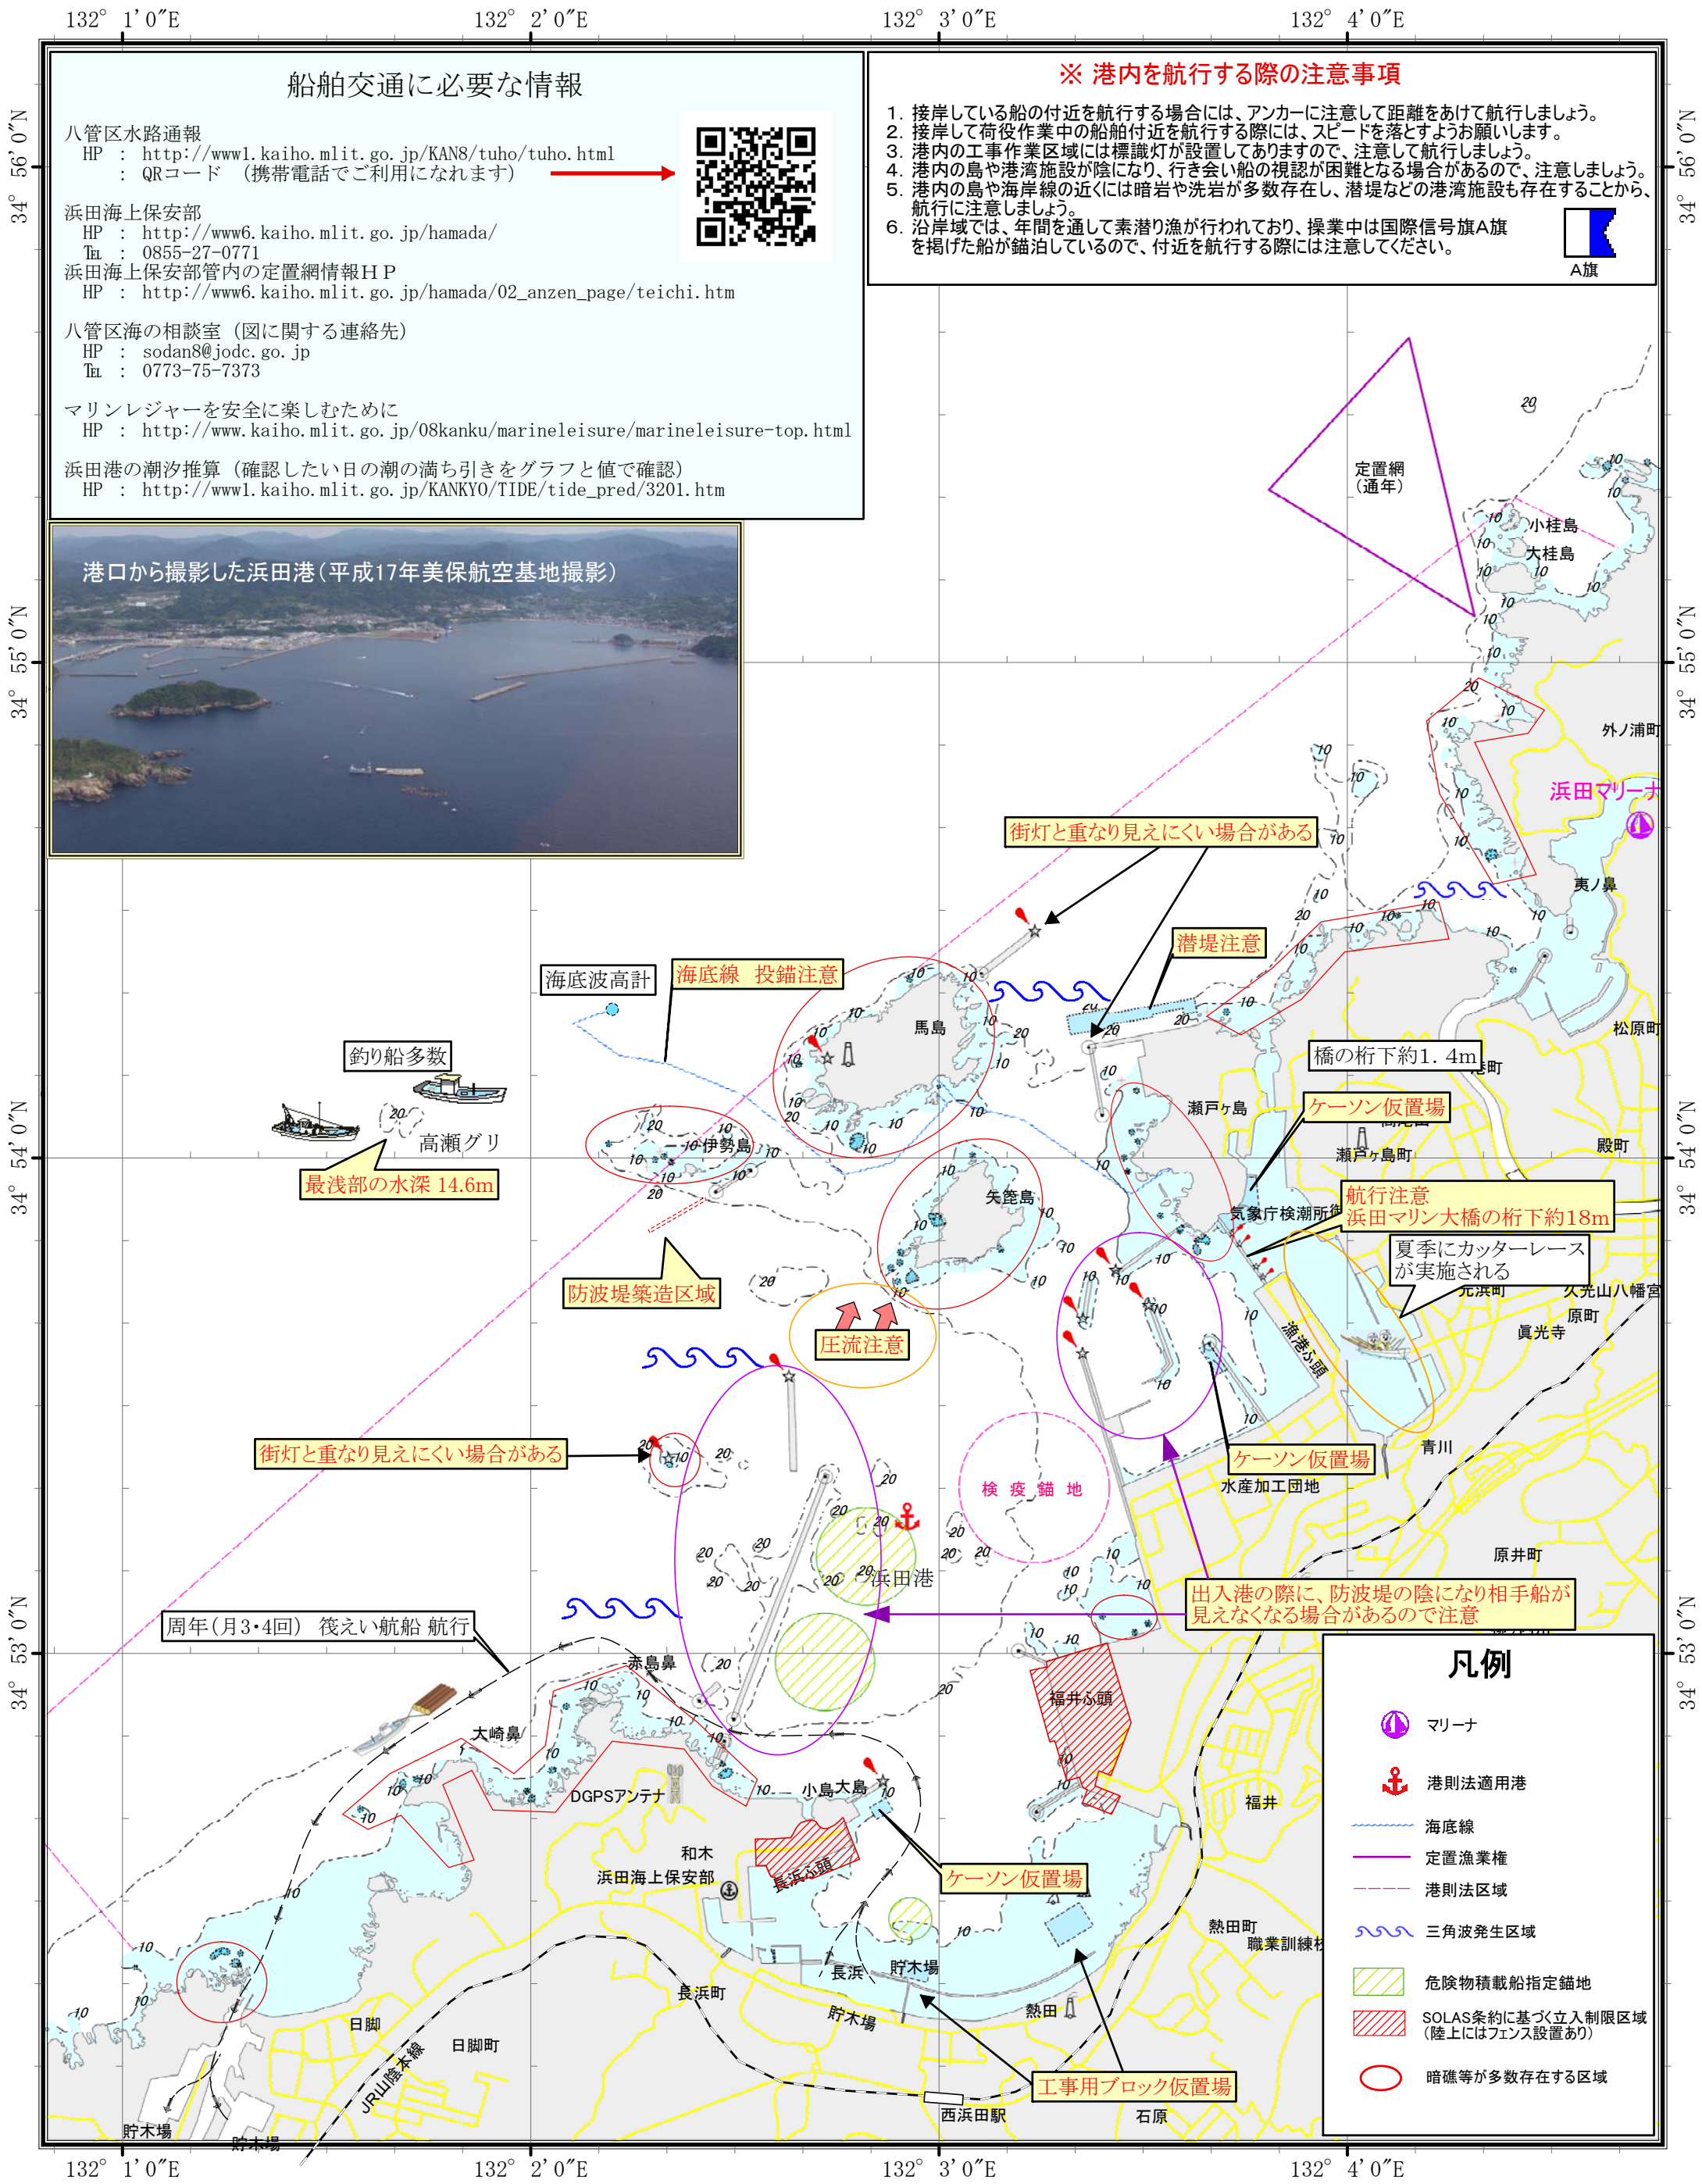 132° 1′ 0″E
132° 2′ 0″E
132° 3′ 0″E
132° 4′ 0″E
34° 56′ 0″N
34° 55′ 0″N
34° 54′ 0″N
34° 53′ 0″N
34° 56′ 0″N
34° 55′ 0″N
34° 54′ 0″N
34° 53′ 0″N
船舶交通に必要な情報
八管区水路通報
HP : http://www1.kaiho.mlit.go.jp/KAN8/tuho/tuho.html
: QRコード (携帯電話でご利用になれます)
浜田海上保安部
HP : http://www6.kaiho.mlit.go.jp/hamada/
℡ : 0855-27-0771
浜田海上保安部管内の定置網情報HP
HP : http://www6.kaiho.mlit.go.jp/hamada/02_anzen_page/teichi.htm
八管区海の相談室 (図に関する連絡先)
HP : sodan8@jodc.go.jp
℡ : 0773-75-7373
マリンレジャーを安全に楽しむために
HP : http://www.kaiho.mlit.go.jp/08kanku/marineleisure/marineleisure-top.html
浜田港の潮汐推算 (確認したい日の潮の満ち引きをグラフと値で確認)
HP : http://www1.kaiho.mlit.go.jp/KANKYO/TIDE/tide_pred/3201.htm
※ 港内を航行する際の注意事項
1. 接岸している船の付近を航行する場合には、アンカーに注意して距離をあけて航行しましょう。
2. 接岸して荷役作業中の船舶付近を航行する際には、スピードを落とすようお願いします。
3. 港内の工事作業区域には標識灯が設置してありますので、注意して航行しましょう。
4. 港内の島や港湾施設が陰になり、行き会い船の視認が困難となる場合があるので、注意しましょう。
5. 港内の島や海岸線の近くには暗岩や洗岩が多数存在し、潜堤などの港湾施設も存在することから、
航行に注意しましょう。
6. 沿岸域では、年間を通して素潜り漁が行われており、操業中は国際信号旗A旗
を掲げた船が錨泊しているので、付近を航行する際には注意してください。
A旗
港口から撮影した浜田港(平成17年美保航空基地撮影)
定置網
(通年)
小桂島
大桂島
外ノ浦町
浜田マリーナ
夷ノ鼻
松原町
街灯と重なり見えにくい場合がある
潜堤注意
海底波高計
海底線 投錨注意
馬島
釣り船多数
高瀬グリ
最浅部の水深 14.6m
伊勢島
矢箆島
瀬戸ヶ島
橋の桁下約1.4m
ケーソン仮置場
瀬戸ヶ島町
殿町
航行注意
浜田マリン大橋の桁下約18m
夏季にカッターレース
が実施される
元浜町
久光山八幡宮
原町
眞光寺
漁港ふ頭
防波堤築造区域
圧流注意
街灯と重なり見えにくい場合がある
検疫錨地
ケーソン仮置場
青川
水産加工団地
原井町
浜田港
出入港の際に、防波堤の陰になり相手船が
見えなくなる場合があるので注意
周年(月3・4回) 筏えい航船 航行
赤島鼻
大崎鼻
福井ふ頭
DGPSアンテナ
小島
大島
福井
和木
浜田海上保安部
長浜ふ頭
ケーソン仮置場
熱田町
長浜
貯木場
長浜町
貯木場
熱田
日脚
日脚町
JR山陰本線
工事用ブロック仮置場
西浜田駅
石原
貯木場
貯木場
凡例
マリーナ
港則法適用港
海底線
定置漁業権
港則法区域
三角波発生区域
危険物積載船指定錨地
SOLAS条約に基づく立入制限区域
(陸上にはフェンス設置あり)
暗礁等が多数存在する区域
132° 1′ 0″E
132° 2′ 0″E
132° 3′ 0″E
132° 4′ 0″E